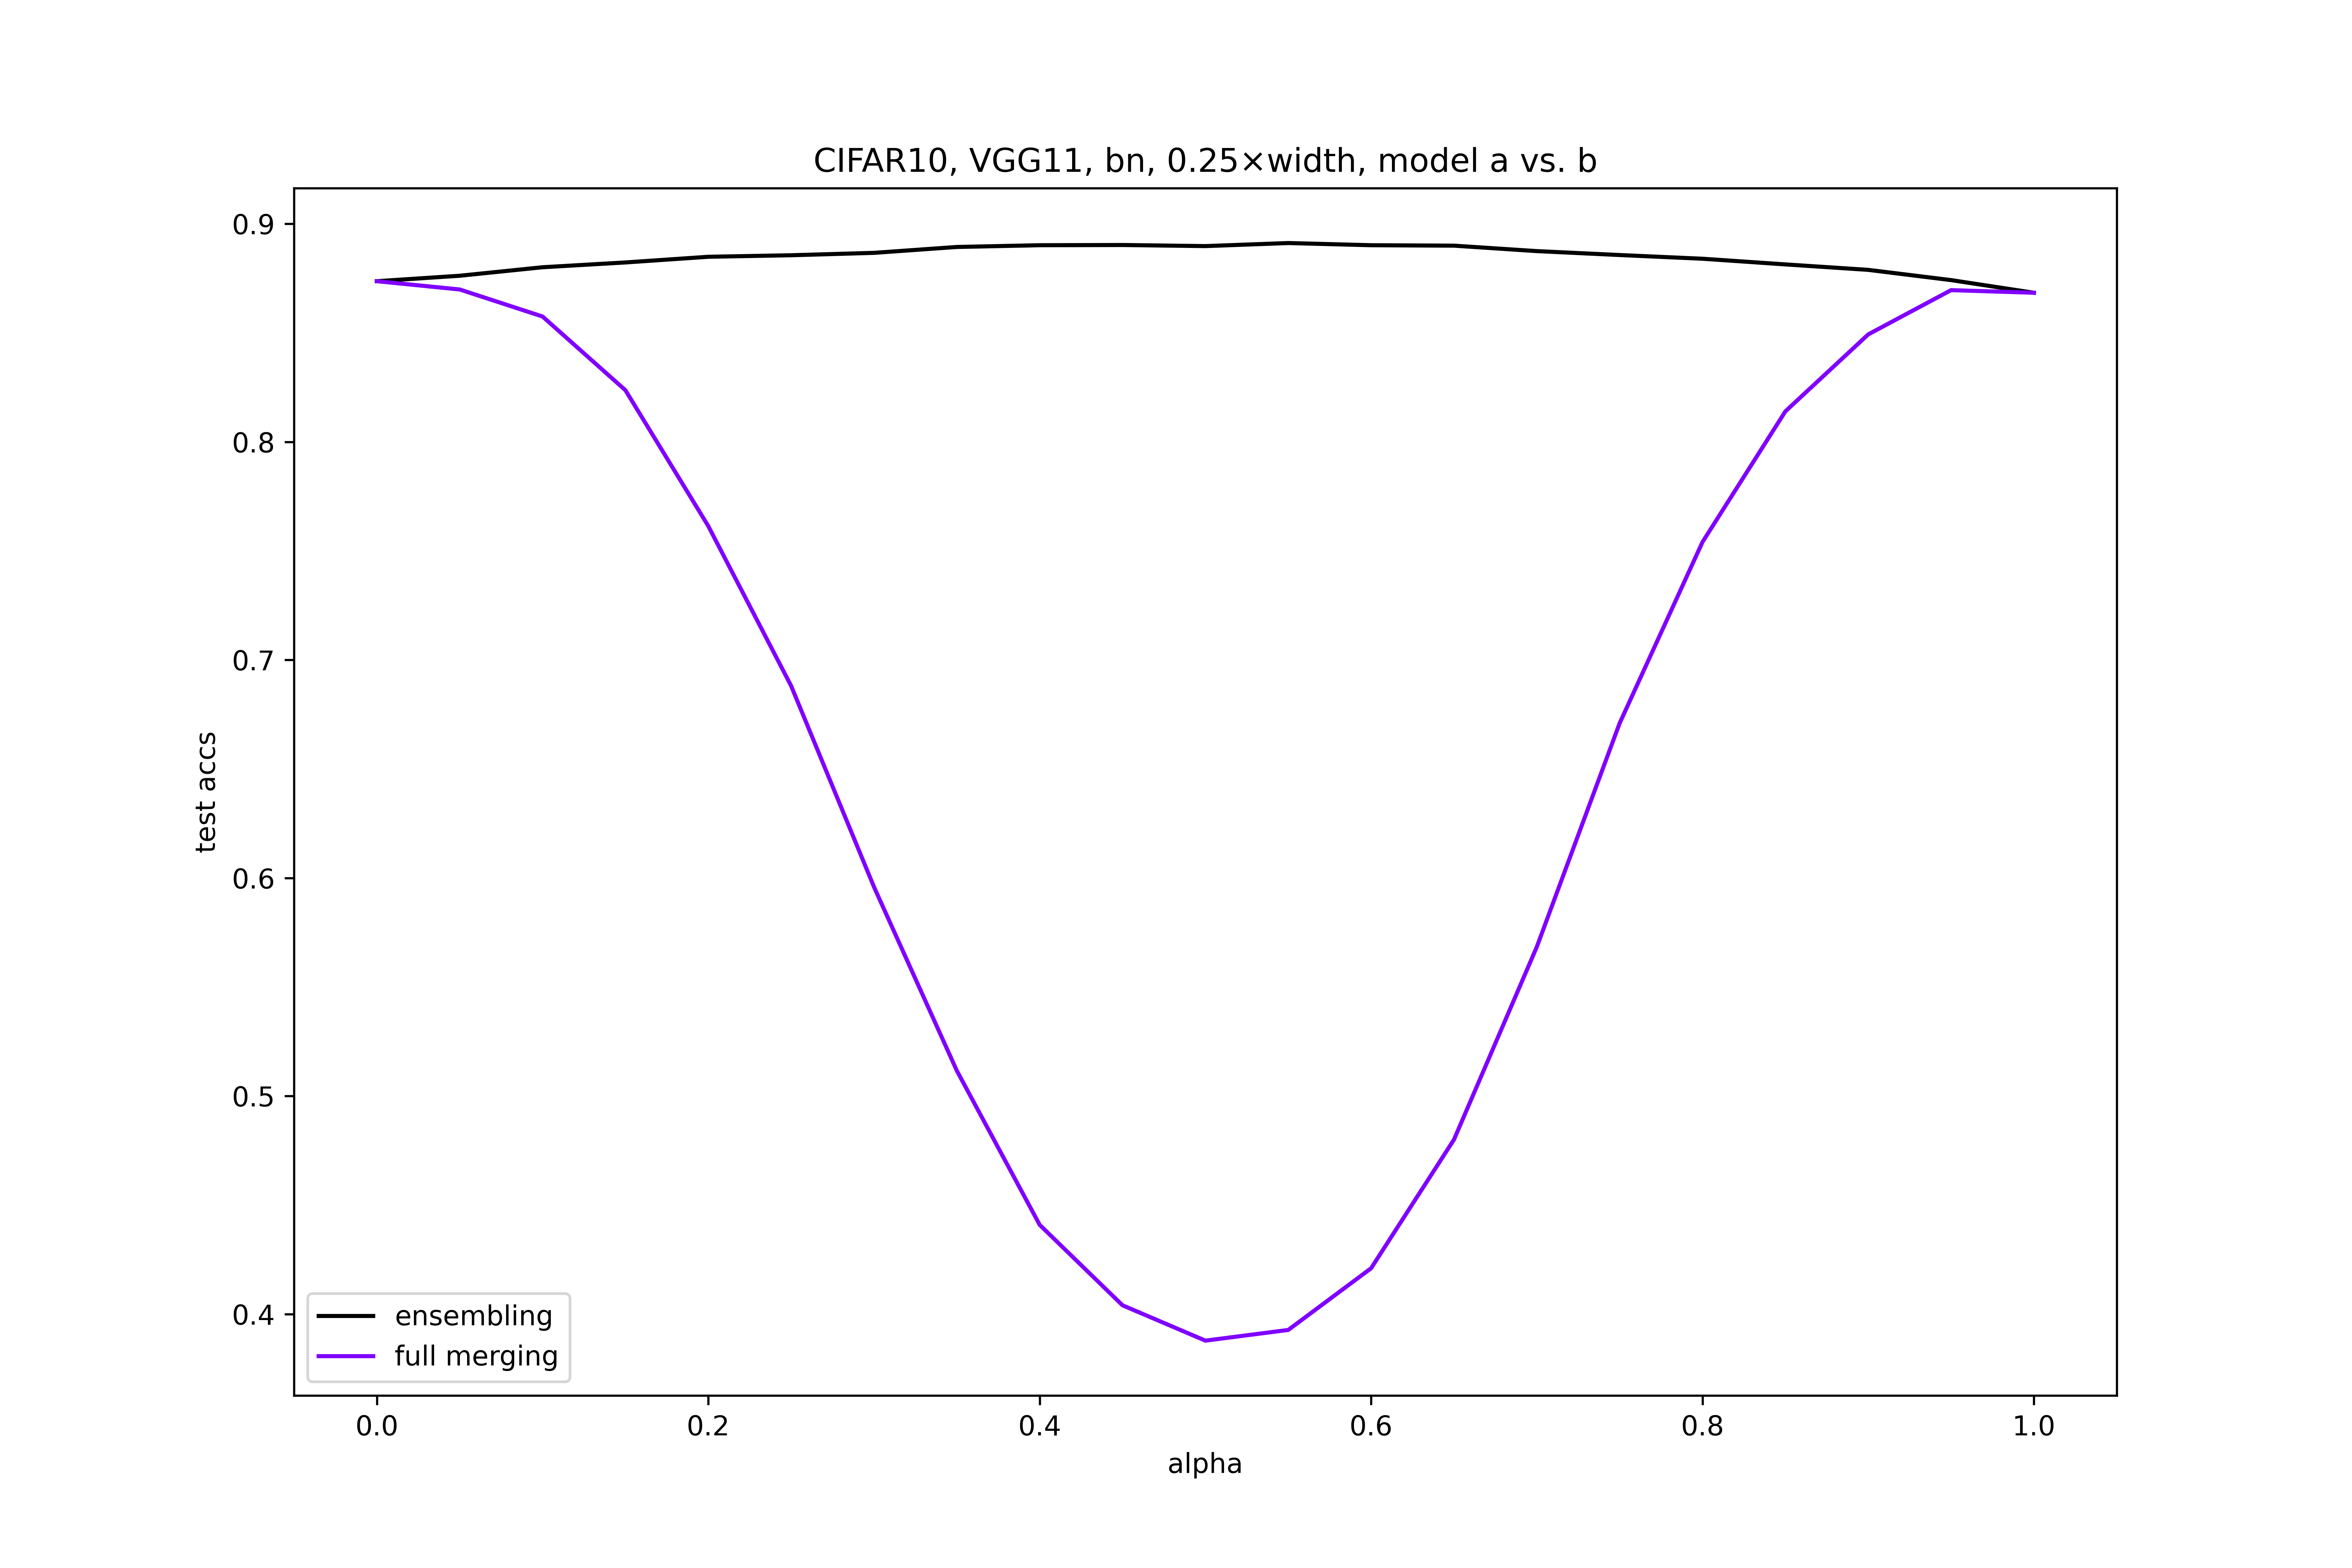 CIFAR10, VGG11, bn, 0.25×width, model a vs. b
0.9
0.8
0.7
0.6
0.5
0.4
test accs
ensembling
full merging
0.0 0.2 0.4 0.6 0.8 1.0
alpha